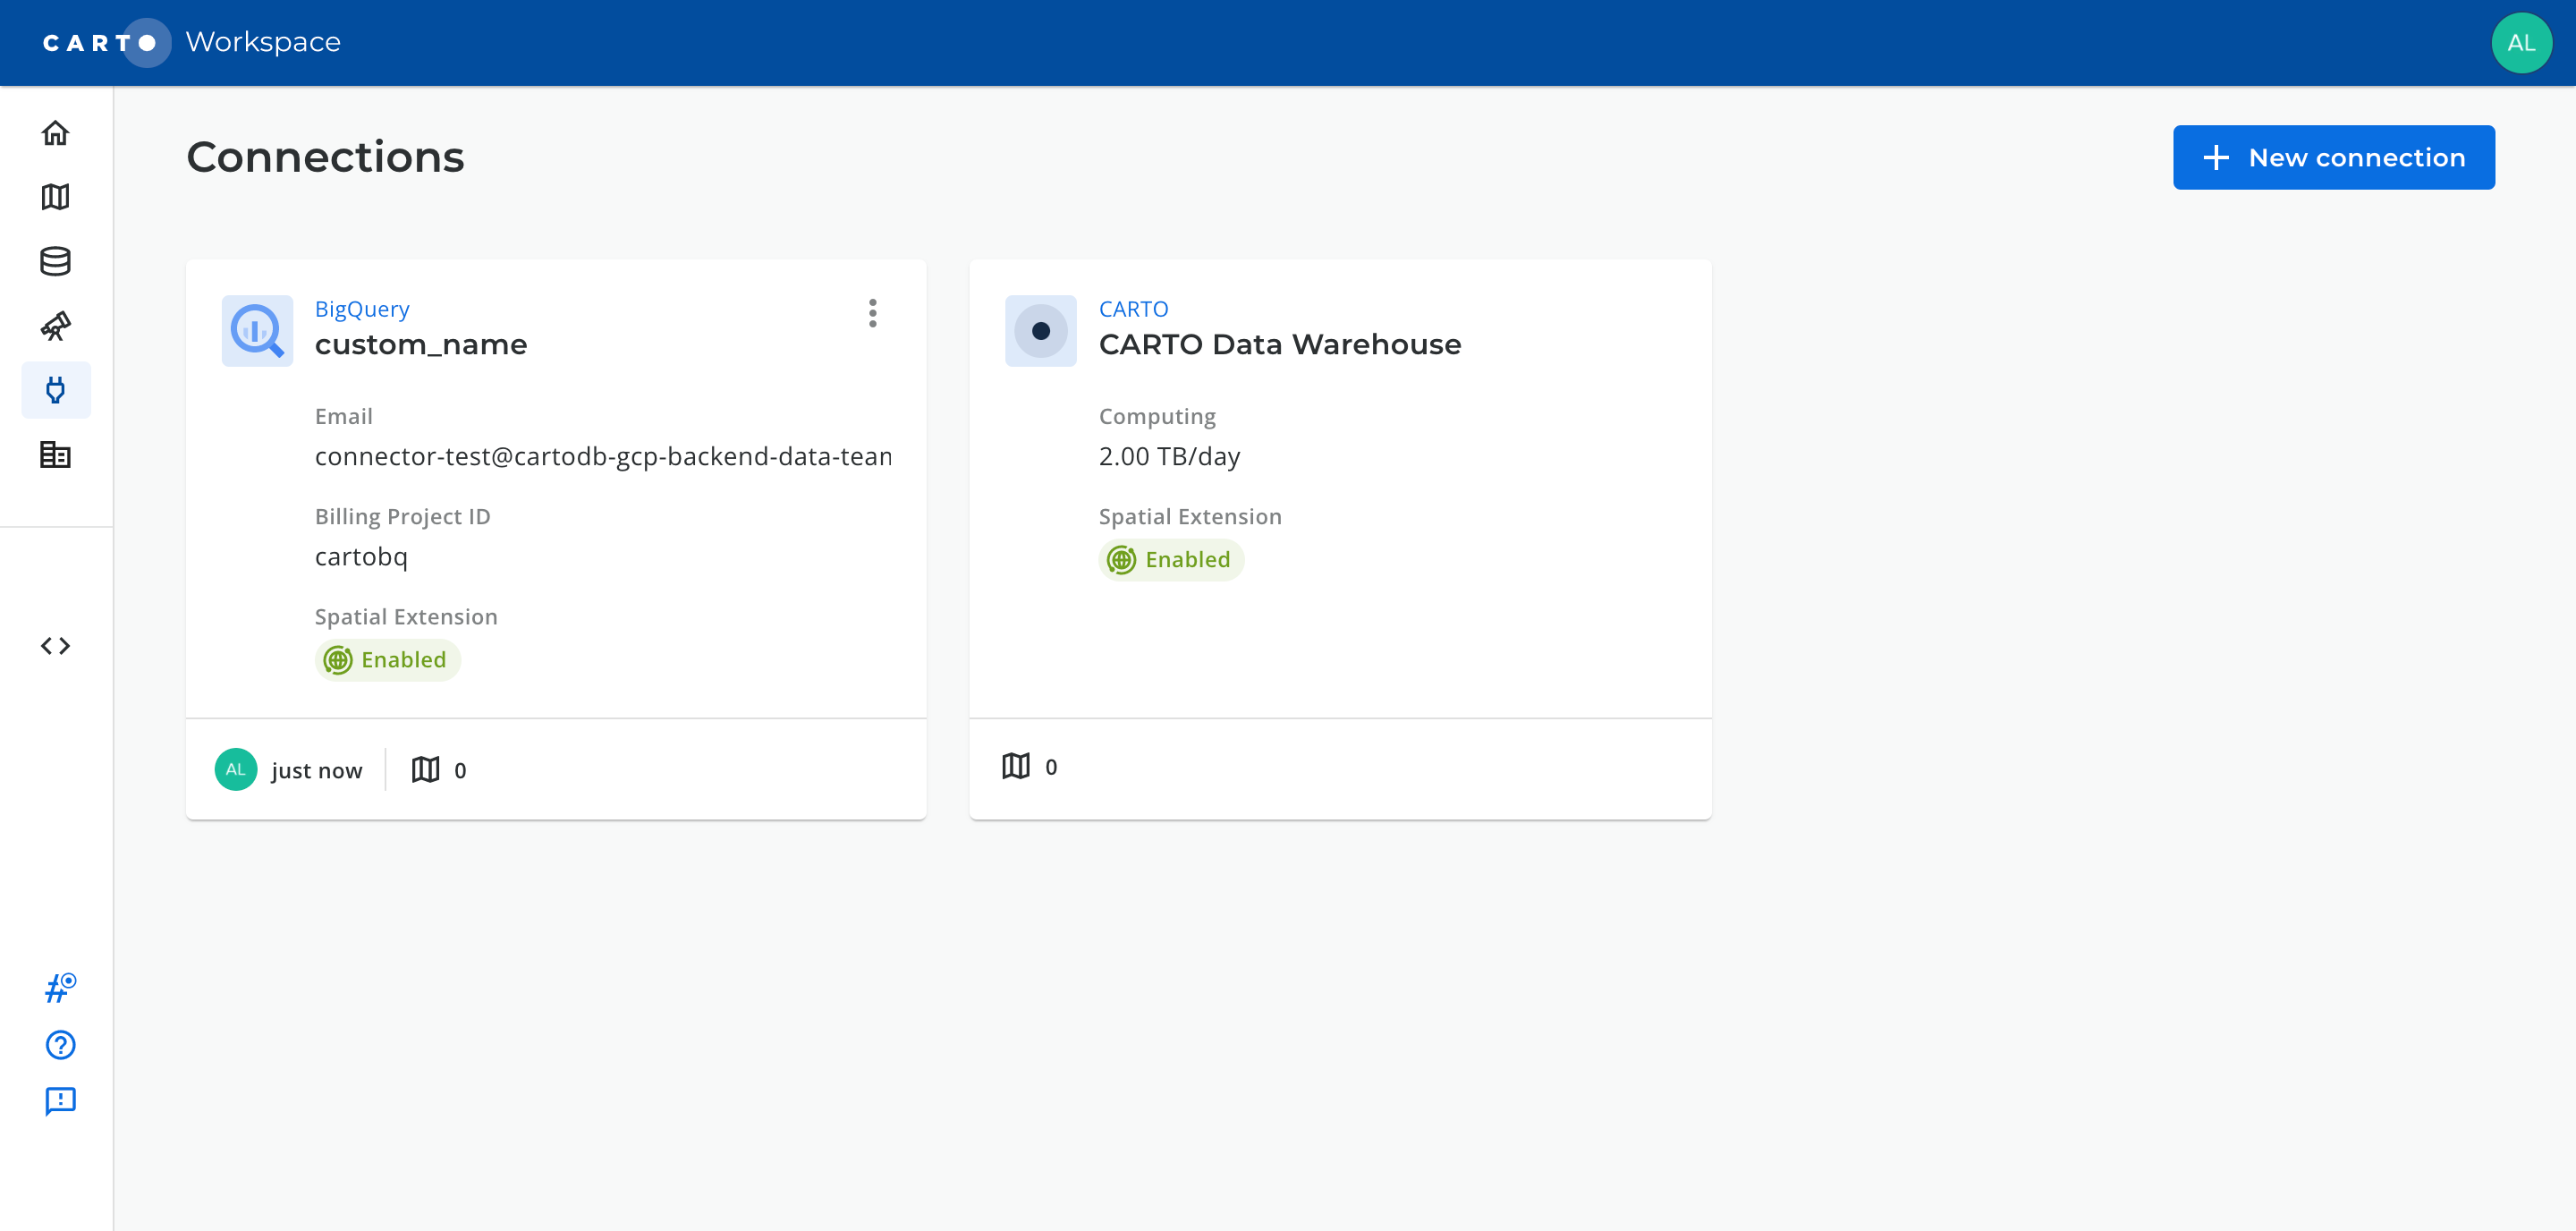 CARTO Workspace
AL
Connections
New connection
BigQuery
custom_name
Email
connector-test@cartodb-gcp-backend-data-tean
Billing Project ID
cartobq
Spatial Extension
Enabled
AL just now 0
CARTO
CARTO Data Warehouse
Computing
2.00 TB/day
Spatial Extension
Enabled
0